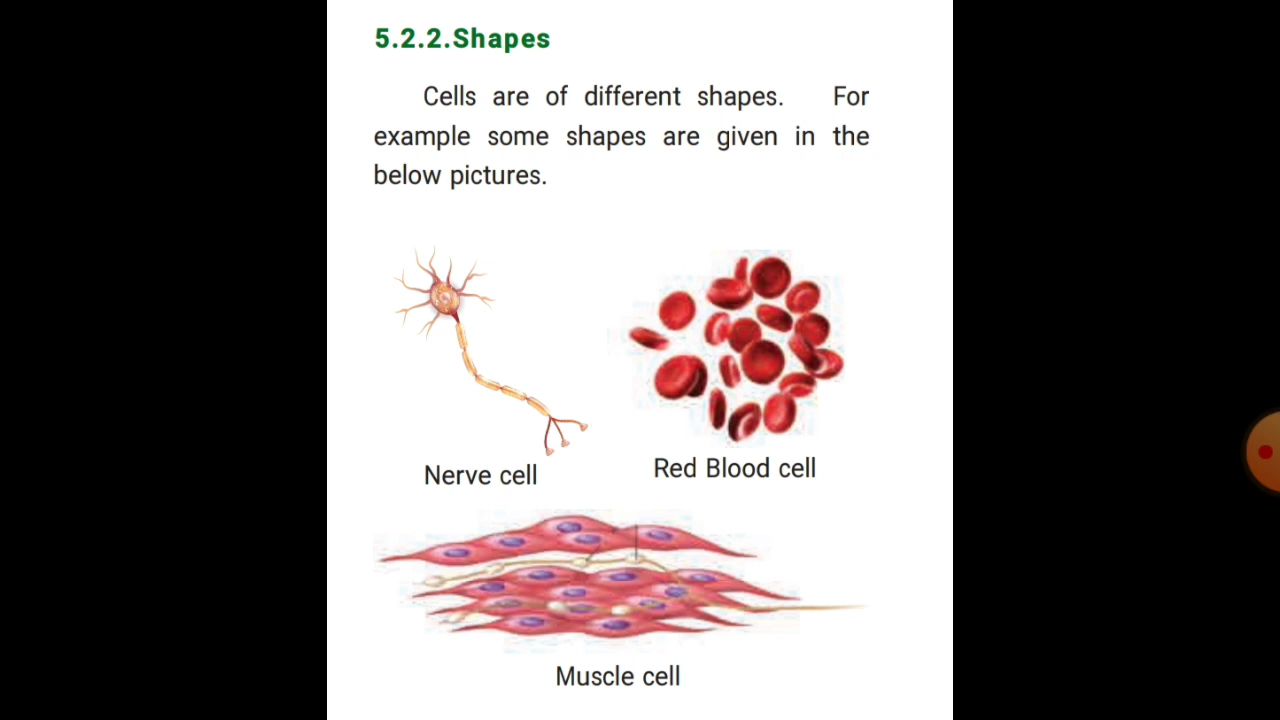 5.2.2.Shapes
Cells are of different shapes. For
example some shapes are given in the
below pictures.
Nerve cell
Red Blood cell
Muscle cell